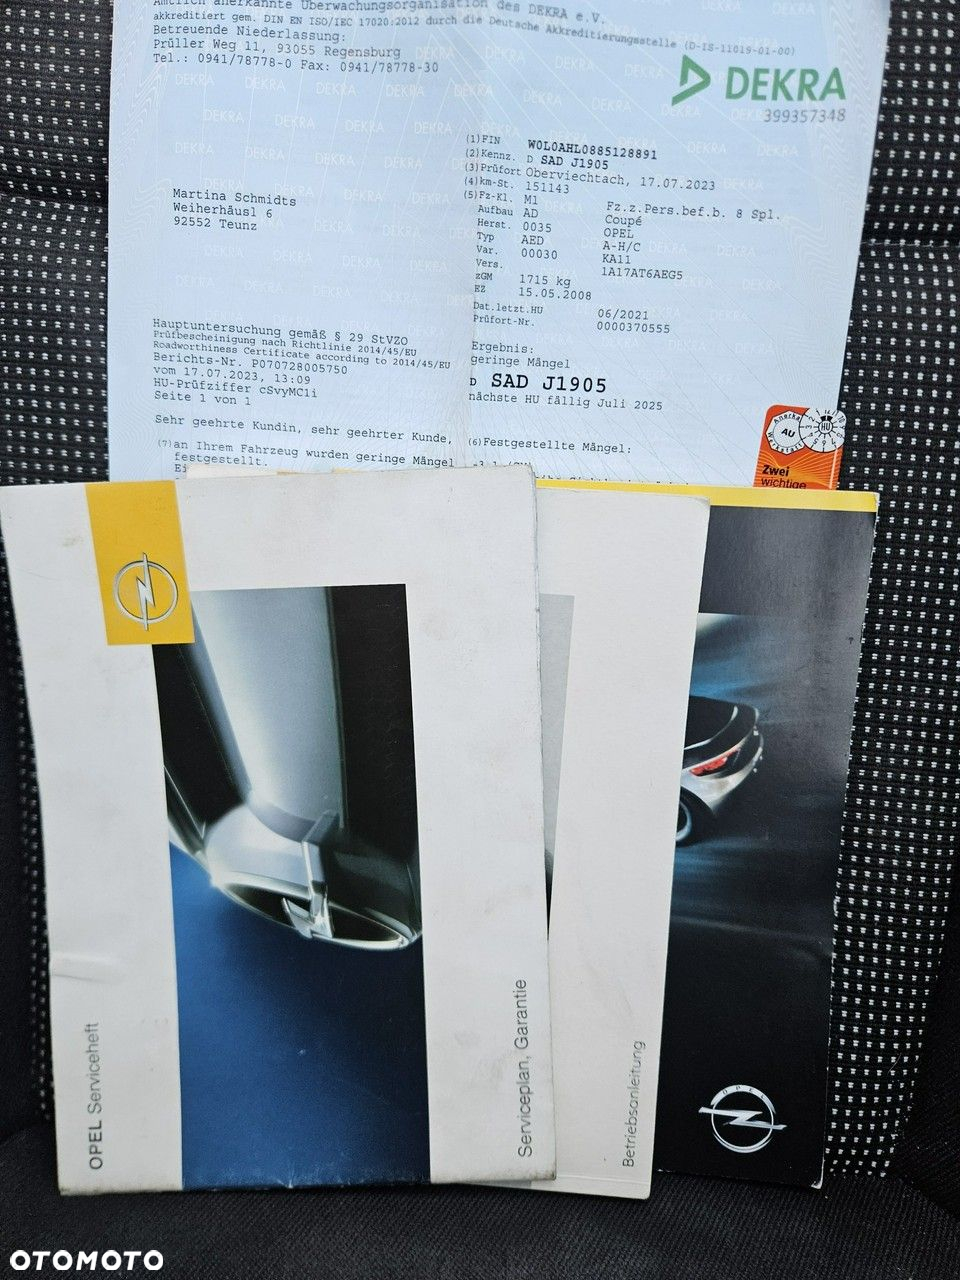 Amtlich anerkannte Überwachungsorganisation des DEKRA e.V.
akkreditiert gem. DIN EN ISO/IEC 17020:2012 durch die Deutsche Akkreditierungsstelle (D-IS-11019-01-00)
Betreuende Niederlassung:
Prüller Weg 11, 93055 Regensburg
Tel.: 0941/78778-0 Fax: 0941/78778-30
DEKRA
399357348
(1)FIN W0L0AHL0885128891
(2)Kennz. D SAD J1905
(3)Prüfort Oberviechtach, 17.07.2023
(4)km-St. 151143
(5)Fz-Kl. M1 Fz.z.Pers.bef.b. 8 Spl.
Aufbau AD Coupé
Herst. 0035 OPEL
Typ AED A-H/C
Var. 00030 KA11
Vers. 1A17AT6AEG5
zGM 1715 kg
EZ 15.05.2008
Dat.letzt.HU 06/2021
Prüfort-Nr. 0000370555
Martina Schmidts
Weiherhäusl 6
92552 Teunz
Hauptuntersuchung gemäß § 29 StVZO
Prüfbescheinigung nach Richtlinie 2014/45/EU
Roadworthiness Certificate according to 2014/45/EU
Berichts-Nr. P070728005750
vom 17.07.2023, 13:09
HU-Prüfziffer cSvyMC1i
Seite 1 von 1
Ergebnis:
geringe Mängel
D SAD J1905
nächste HU fällig Juli 2025
Sehr geehrte Kundin, sehr geehrter Kunde,
(7)an Ihrem Fahrzeug wurden geringe Mängel
festgestellt.
(6)Festgestellte Mängel:
AU
HU
Zwei
wichtige
OPEL Serviceheft
Serviceplan, Garantie
Betriebsanleitung
OPEL
OTOMOTO